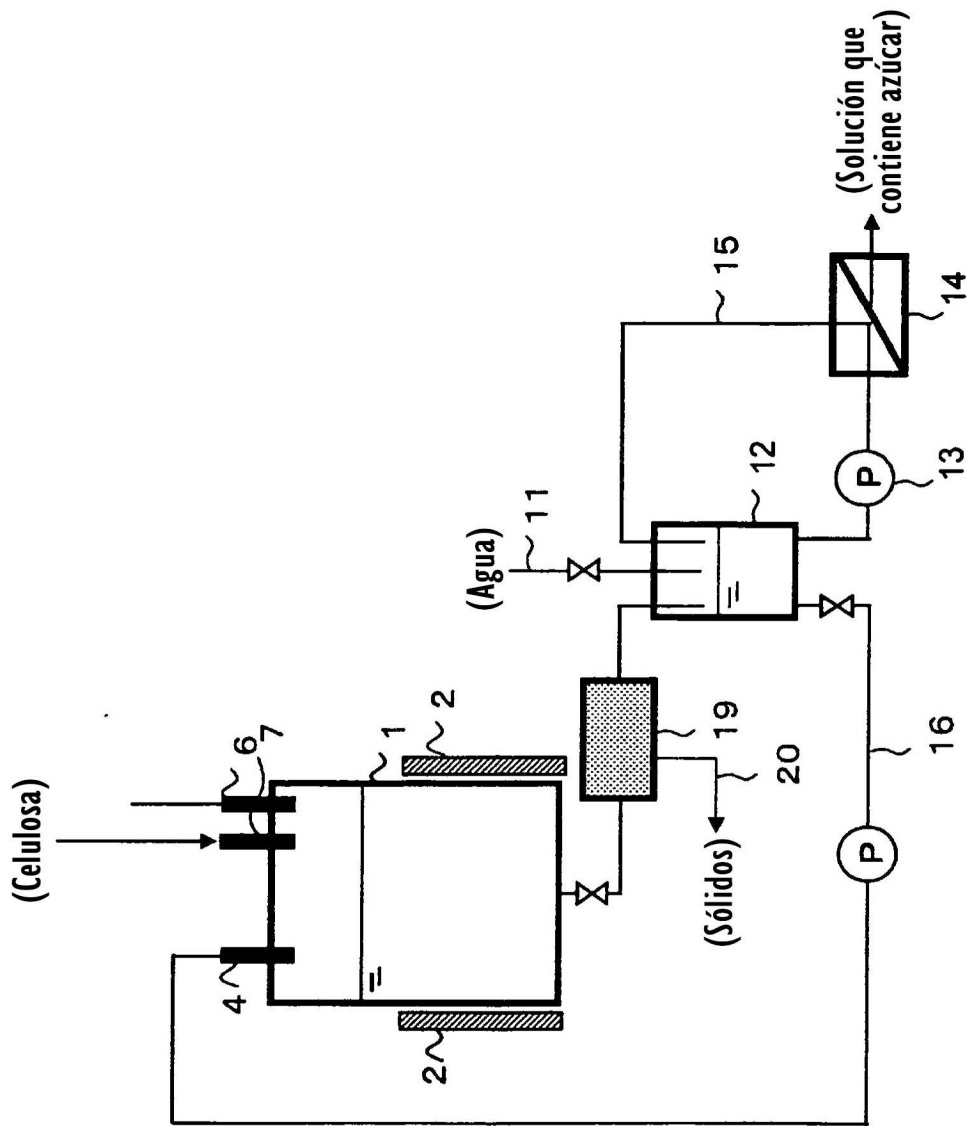 (Celulosa)
4
6
7
1
2
2
(Agua)
11
15
(Solución que
contiene azúcar)
12
14
P
13
19
20
(Sólidos)
16
P